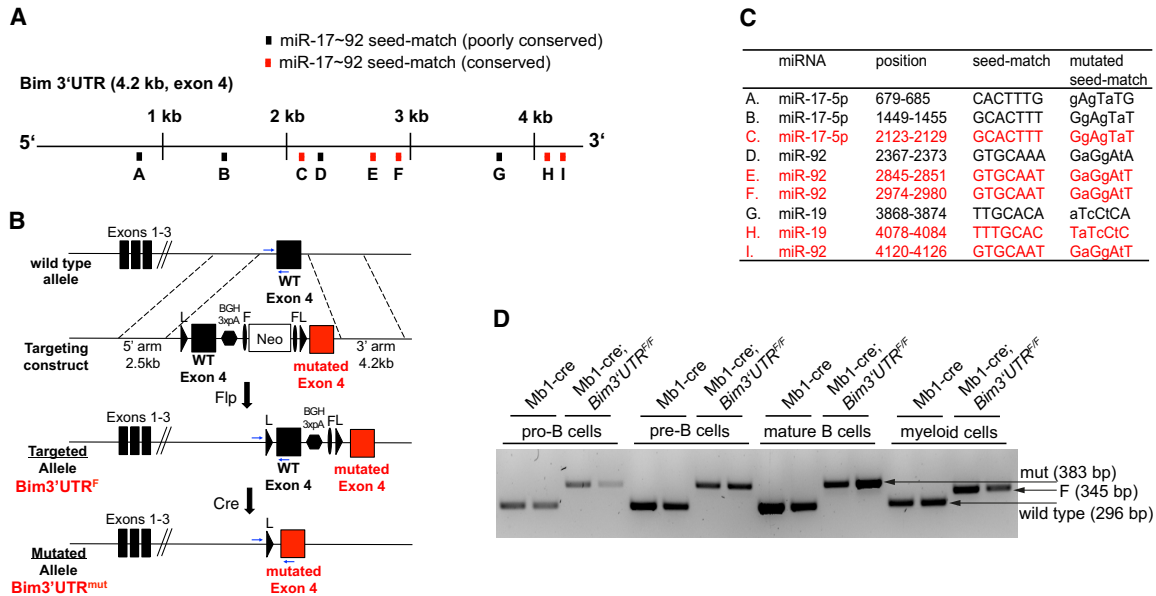 A
miR-17~92 seed-match (poorly conserved)
miR-17~92 seed-match (conserved)
Bim 3‘UTR (4.2 kb, exon 4)
1 kb 2 kb 3 kb 4 kb
5‘ 3‘
A B C D E F G H I
B
Exons 1-3
wild type
allele
WT
Exon 4
L BGH F FL
3xpA
Neo
Targeting
construct
5’ arm
2.5kb
WT
Exon 4
mutated
Exon 4
3’ arm
4.2kb
Flp
Exons 1-3
L BGH FL
3xpA
Targeted
Allele
Bim3’UTRF
WT
Exon 4
mutated
Exon 4
Cre
Exons 1-3
L
Mutated
Allele
Bim3’UTRmut
mutated
Exon 4
C
miRNA position seed-match mutated
seed-match
A. miR-17-5p 679-685 CACTTTG gAgTaTG
B. miR-17-5p 1449-1455 GCACTTT GgAgTaT
C. miR-17-5p 2123-2129 GCACTTT GgAgTaT
D. miR-92 2367-2373 GTGCAAA GaGgAtA
E. miR-92 2845-2851 GTGCAAT GaGgAtT
F. miR-92 2974-2980 GTGCAAT GaGgAtT
G. miR-19 3868-3874 TTGCACA aTcCtCA
H. miR-19 4078-4084 TTTGCAC TaTcCtC
I. miR-92 4120-4126 GTGCAAT GaGgAtT
D
Mb1-cre
Mb1-cre;
Bim3’UTRF/F
Mb1-cre
Mb1-cre;
Bim3’UTRF/F
Mb1-cre
Mb1-cre;
Bim3’UTRF/F
Mb1-cre
Mb1-cre;
Bim3’UTRF/F
pro-B cells pre-B cells mature B cells myeloid cells
mut (383 bp)
F (345 bp)
wild type (296 bp)